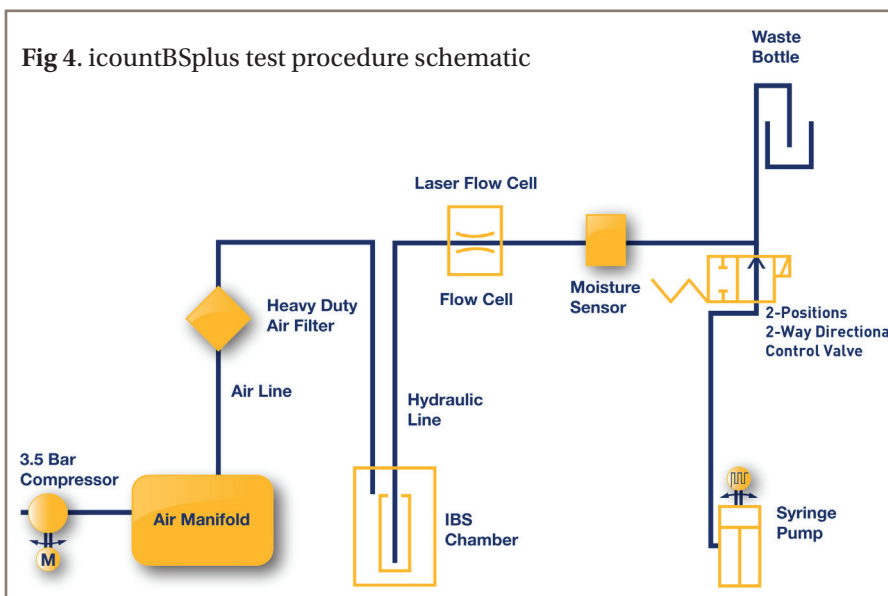 Fig 4. icountBSplus test procedure schematic
Waste
Bottle
Laser Flow Cell
Flow Cell
Moisture
Sensor
2-Positions
2-Way Directiona
Control Valve
Heavy Duty
Air Filter
Air Line
Hydraulic
Line
3.5 Bar
Compressor
M
Air Manifold
IBS
Chamber
Syringe
Pump